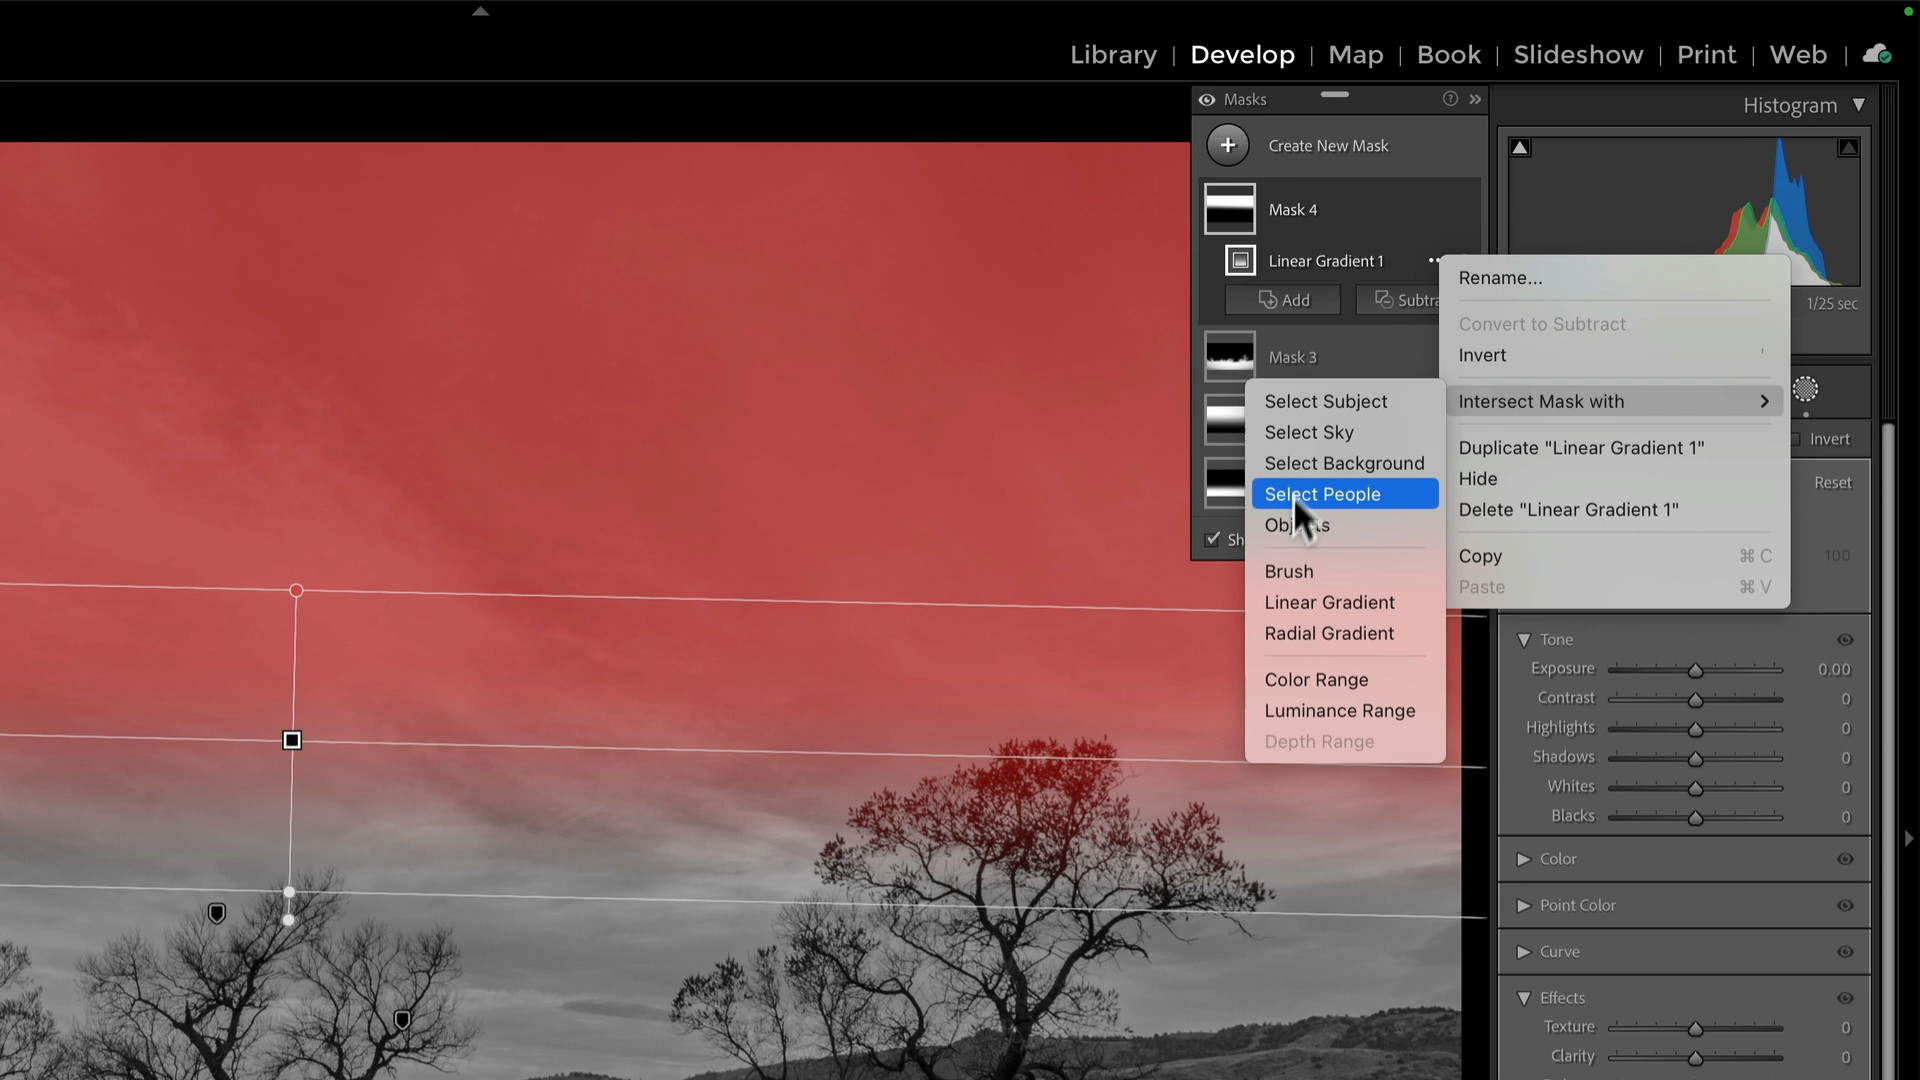 Library | Develop | Map | Book | Slideshow | Print | Web |
Masks
Histogram
Create New Mask
Mask 4
Linear Gradient 1
Add
Subtra
1/25 sec
Mask 3
Sh
Rename...
Convert to Subtract
Invert
Intersect Mask with
Duplicate "Linear Gradient 1"
Hide
Delete "Linear Gradient 1"
Copy ⌘ C
Paste ⌘ V
Select Subject
Select Sky
Select Background
Select People
Objects
Brush
Linear Gradient
Radial Gradient
Color Range
Luminance Range
Depth Range
Invert
Reset
100
Tone
Exposure 0.00
Contrast 0
Highlights 0
Shadows 0
Whites 0
Blacks 0
Color
Point Color
Curve
Effects
Texture 0
Clarity 0